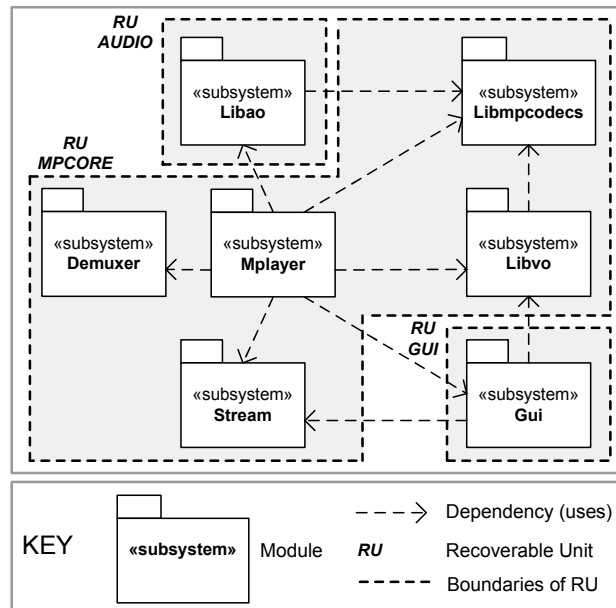 RU
AUDIO
«subsystem»
Libao
«subsystem»
Libmpcodecs
RU
MPCORE
«subsystem»
Demuxer
«subsystem»
Mplayer
«subsystem»
Libvo
RU
GUI
«subsystem»
Stream
«subsystem»
Gui
KEY
«subsystem»
Module
Dependency (uses)
RU
Recoverable Unit
Boundaries of RU